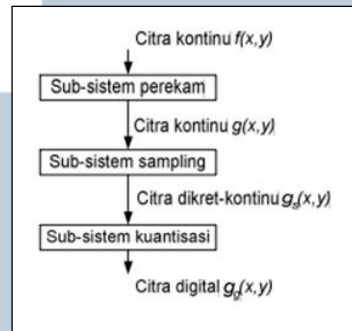 Citra kontinu f(x,y)
Sub-sistem perekam
Citra kontinu g(x,y)
Sub-sistem sampling
Citra dikret-kontinu gs(x,y)
Sub-sistem kuantisasi
Citra digital gq(x,y)